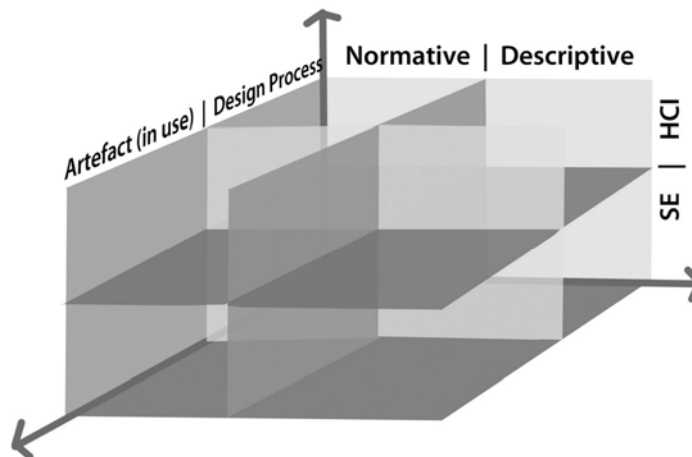 Normative | Descriptive
Artefact (in use) | Design Process
SE | HCI